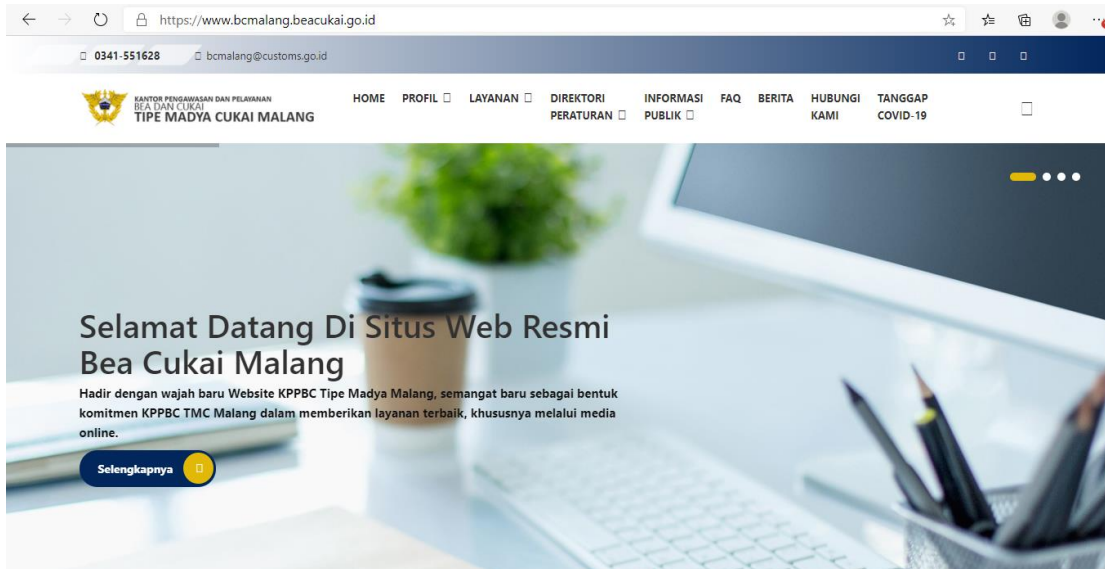 https://www.bcmalang.beacukai.go.id
0341-551628 bcmalang@customs.go.id
KANTOR PENGAWASAN DAN PELAYANAN
BEA DAN CUKAI
TIPE MADYA CUKAI MALANG
HOME PROFIL LAYANAN DIREKTORI PERATURAN INFORMASI PUBLIK FAQ BERITA HUBUNGI KAMI TANGGAP COVID-19
Selamat Datang Di Situs Web Resmi
Bea Cukai Malang
Hadir dengan wajah baru Website KPPBC Tipe Madya Malang, semangat baru sebagai bentuk
komitmen KPPBC TMC Malang dalam memberikan layanan terbaik, khususnya melalui media
online.
Selengkapnya